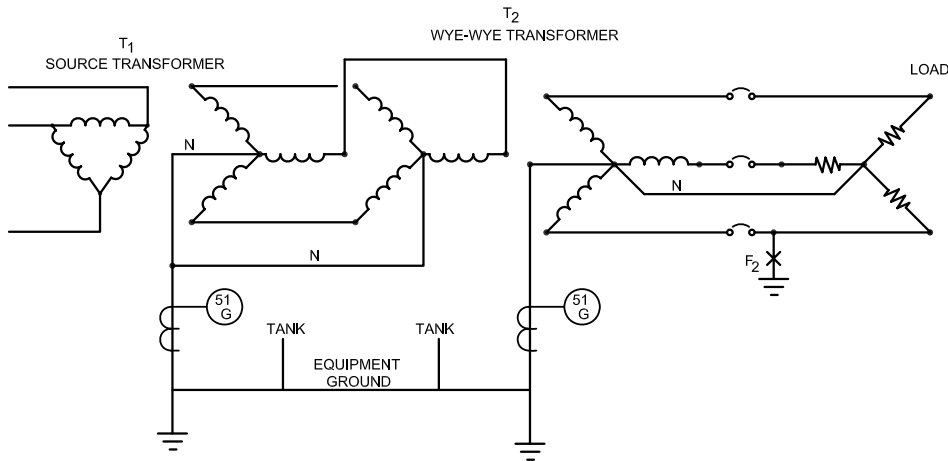 T1
SOURCE TRANSFORMER
T2
WYE-WYE TRANSFORMER
LOAD
N
N
N
F2
51
G
51
G
TANK
TANK
EQUIPMENT
GROUND